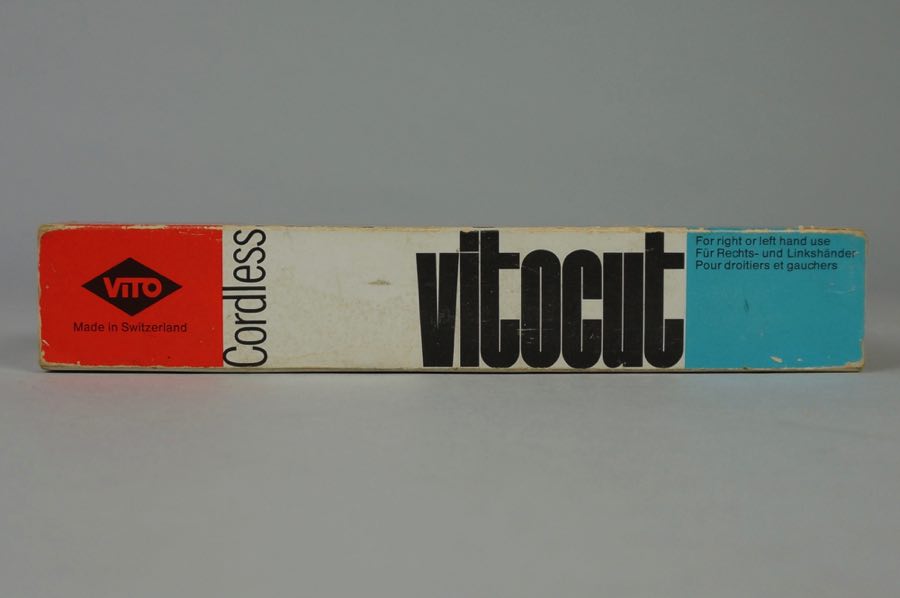 VITO
Made in Switzerland
Cordless
vitocut
For right or left hand use
Für Rechts- und Linkshänder
Pour droitiers et gauchers